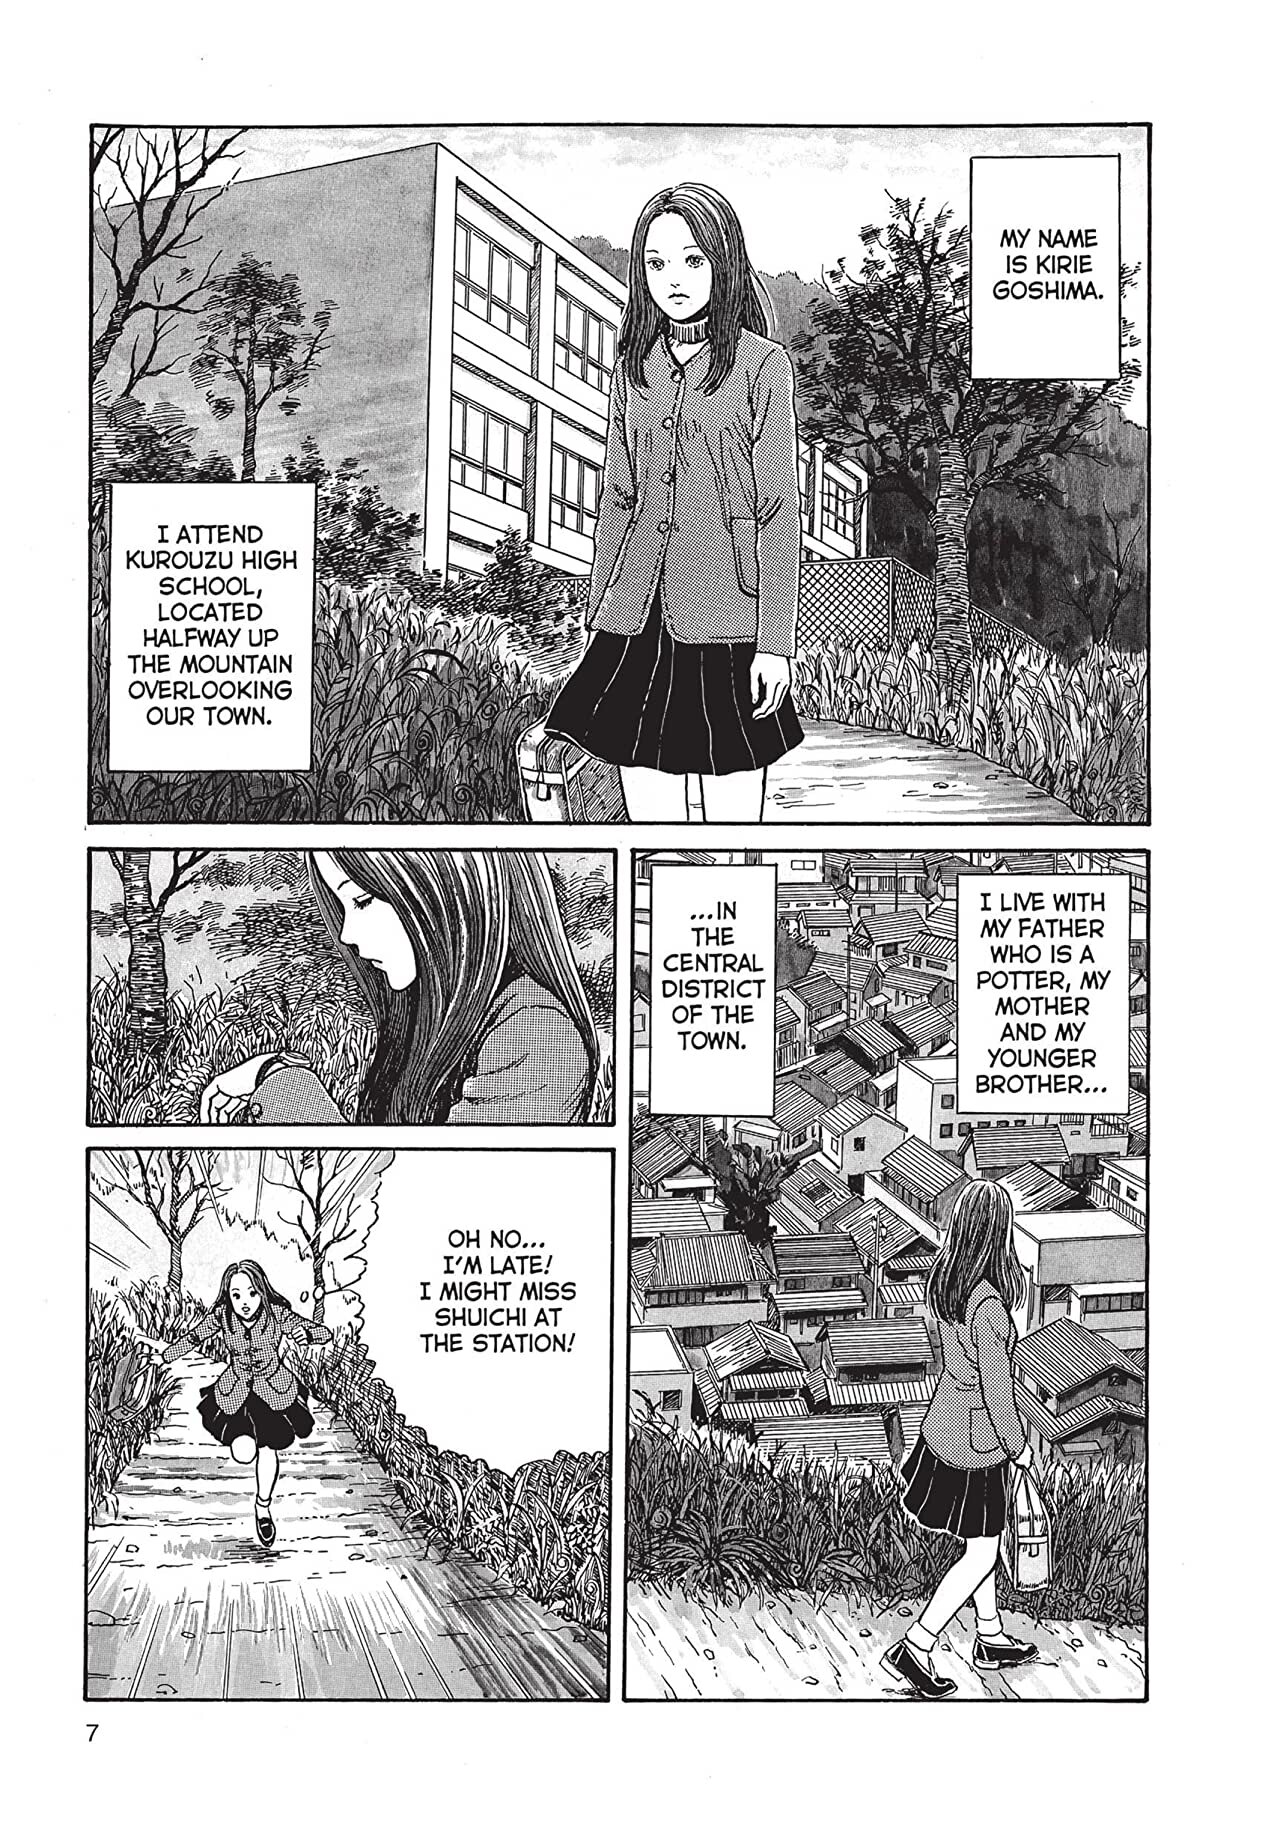 MY NAME
IS KIRIE
GOSHIMA.
I ATTEND
KUROUZU HIGH
SCHOOL,
LOCATED
HALFWAY UP
THE MOUNTAIN
OVERLOOKING
OUR TOWN.
I LIVE WITH
MY FATHER
WHO IS A
POTTER, MY
MOTHER
AND MY
YOUNGER
BROTHER...
...IN
THE
CENTRAL
DISTRICT
OF THE
TOWN.
OH NO...
I'M LATE!
I MIGHT MISS
SHUICHI AT
THE STATION!
7